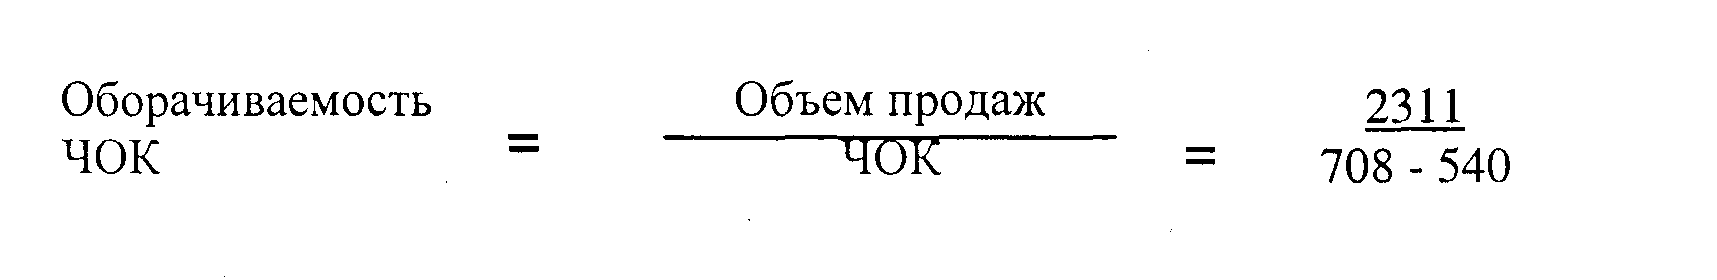 Оборачиваемость
ЧОК
=
Объем продаж
ЧОК
=
2311
708 - 540